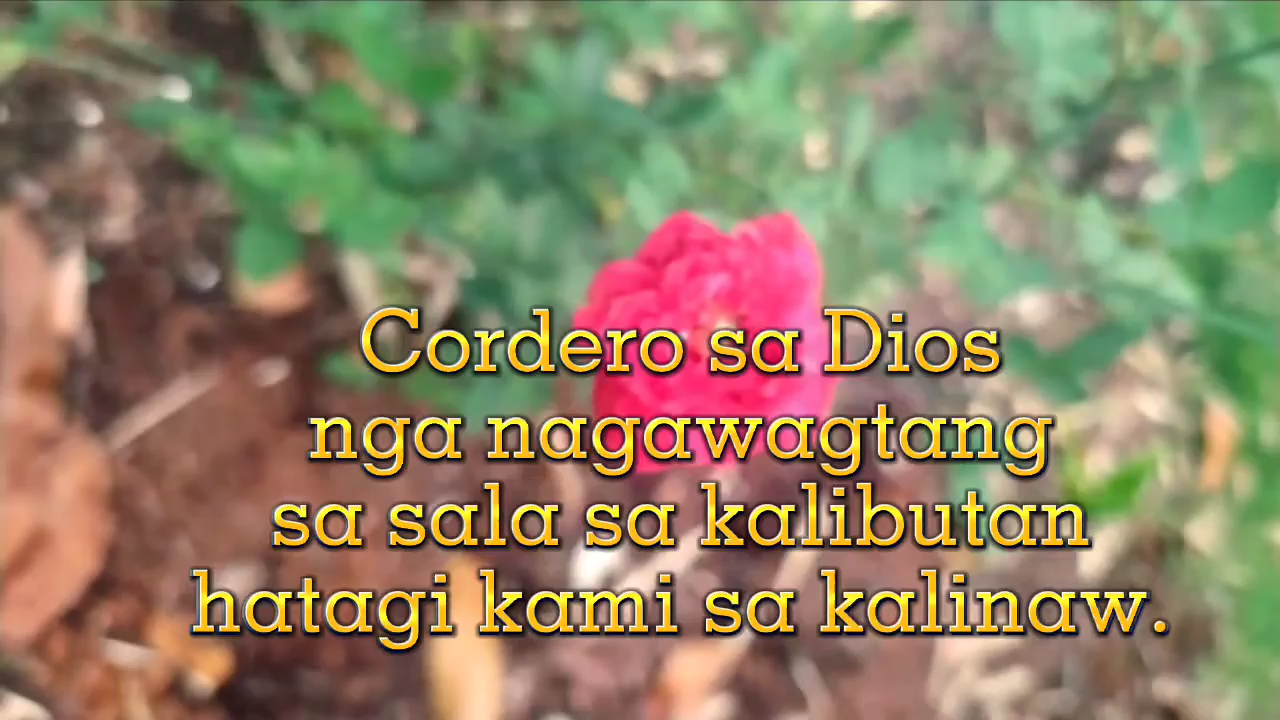 Cordero sa Dios
nga nagawagtang
sa sala sa kalibutan
hatagi kami sa kalinaw.